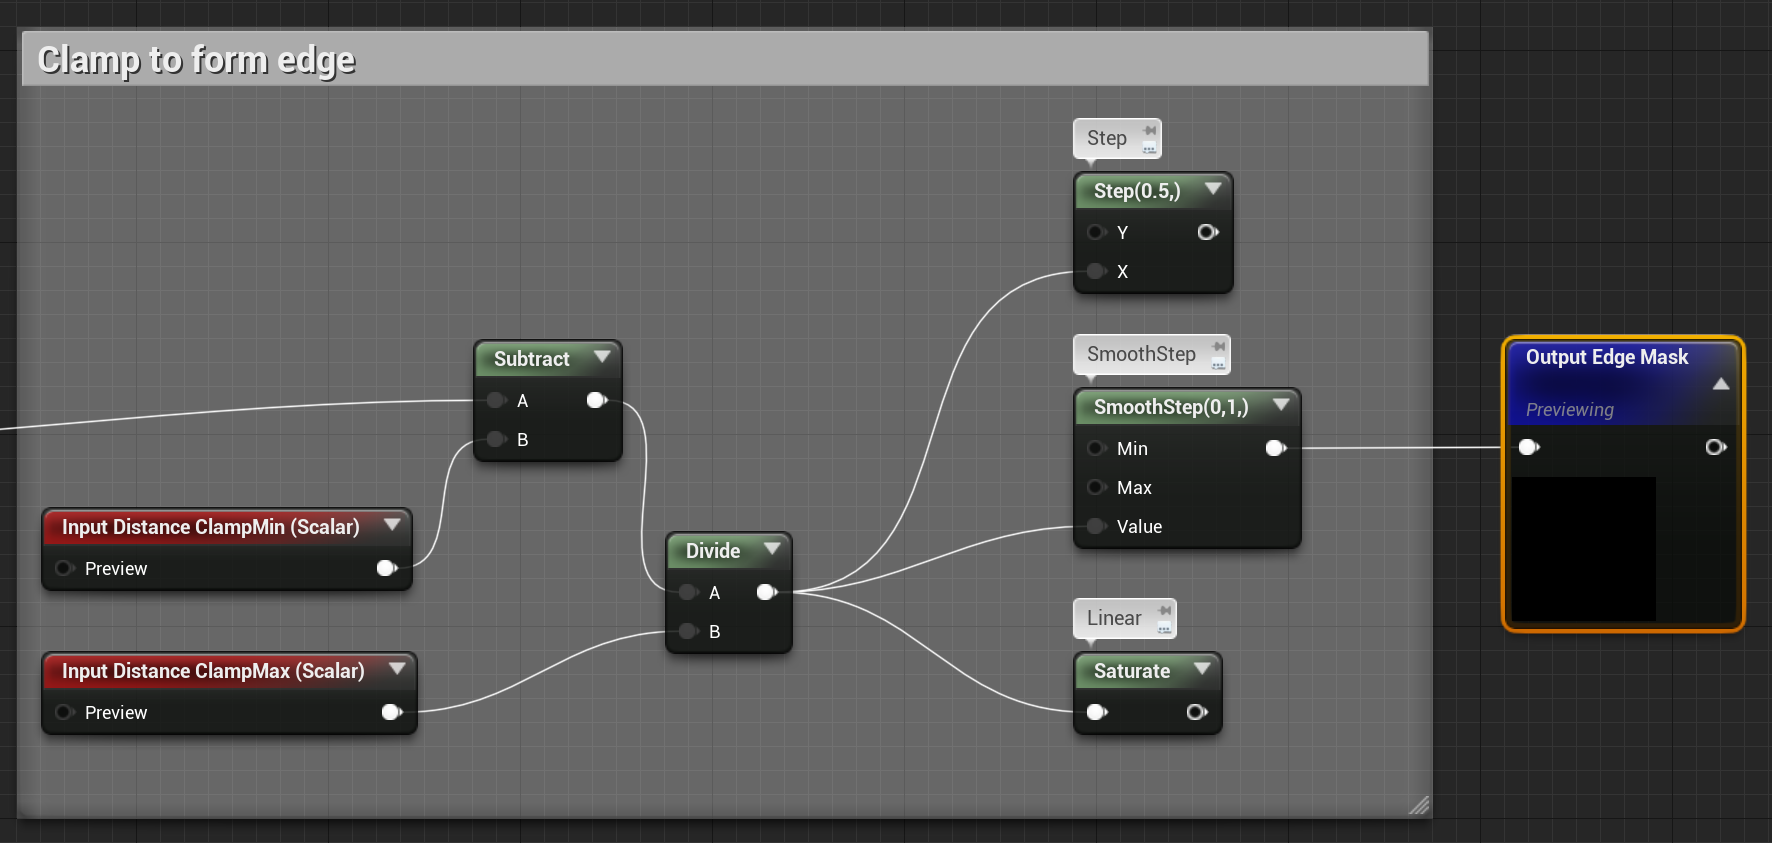 Clamp to form edge
Step
Step(0.5,)
Y
X
Subtract
A
B
SmoothStep
SmoothStep(0,1,)
Min
Max
Value
Output Edge Mask
Previewing
Input Distance ClampMin (Scalar)
Preview
Divide
A
B
Input Distance ClampMax (Scalar)
Preview
Linear
Saturate